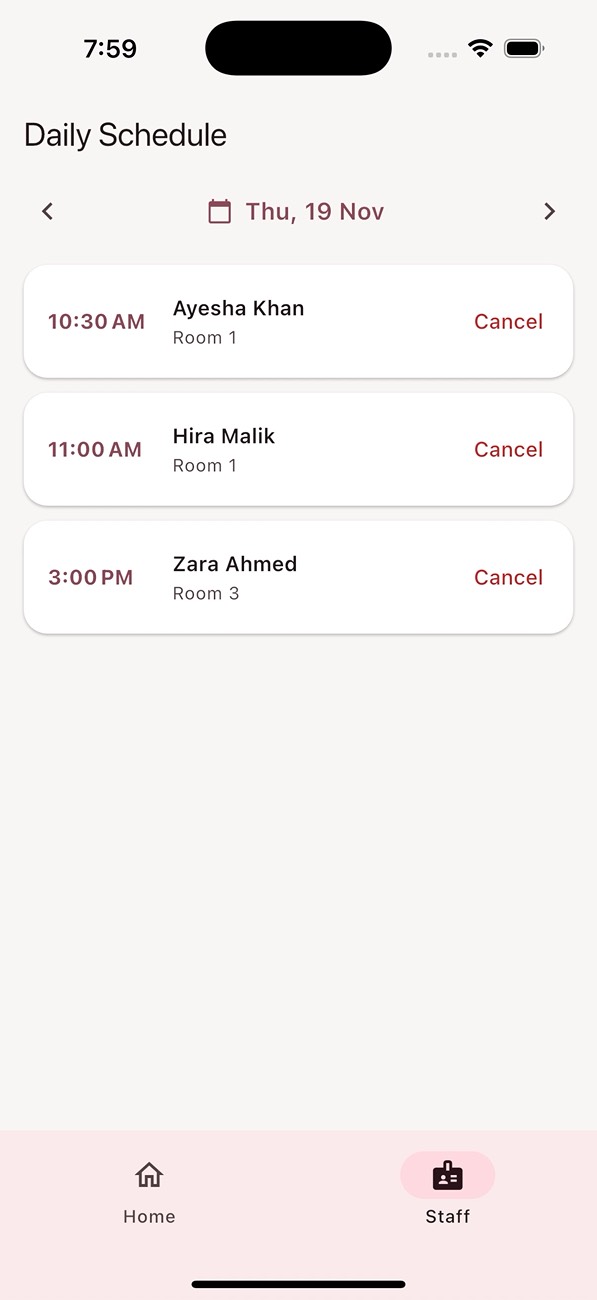 7:59
Daily Schedule
Thu, 19 Nov
10:30 AM
Ayesha Khan
Room 1
Cancel
11:00 AM
Hira Malik
Room 1
Cancel
3:00 PM
Zara Ahmed
Room 3
Cancel
Home
Staff